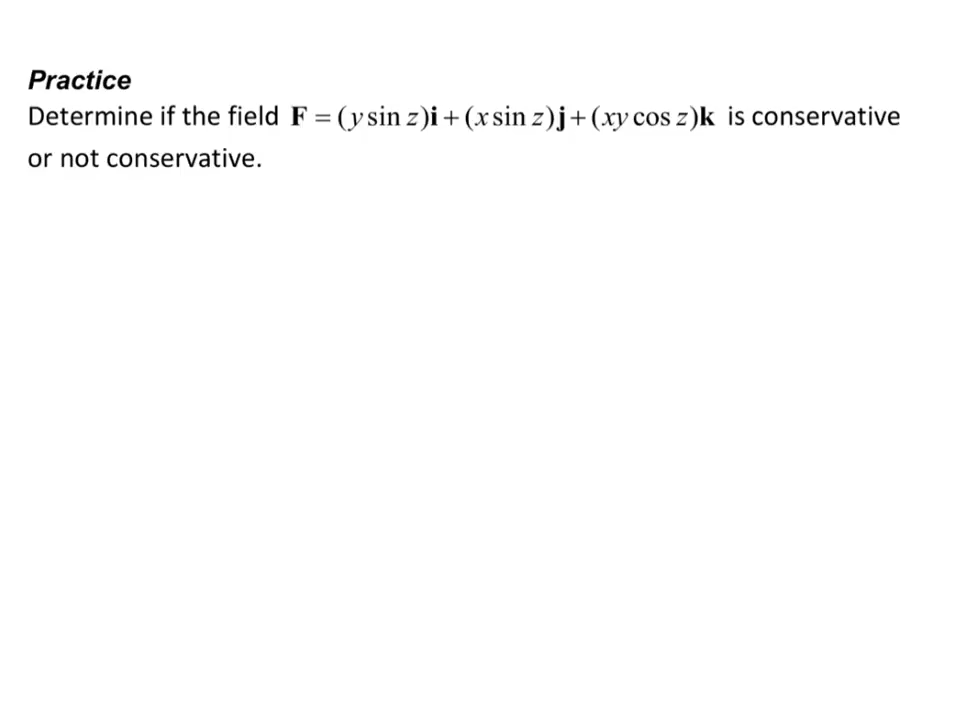 Practice
Determine if the field F = (y sin z)i + (x sin z)j + (xy cos z)k is conservative
or not conservative.